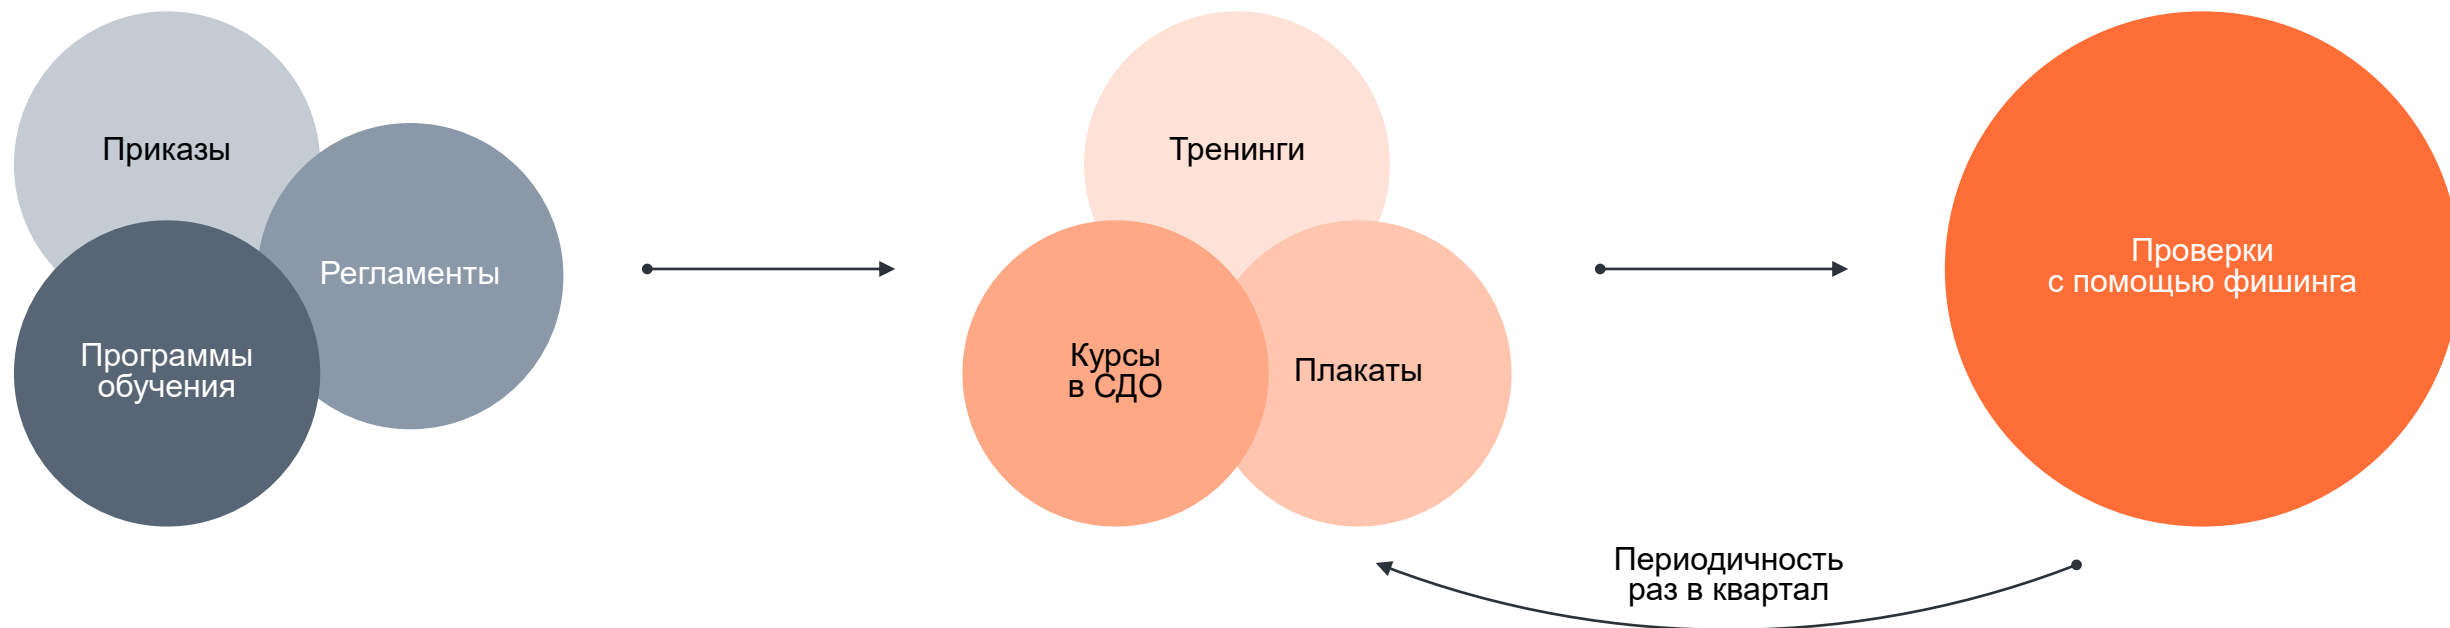 Приказы
Регламенты
Программы
обучения
Тренинги
Курсы
в СДО
Плакаты
Проверки
с помощью фишинга
Периодичность
раз в квартал